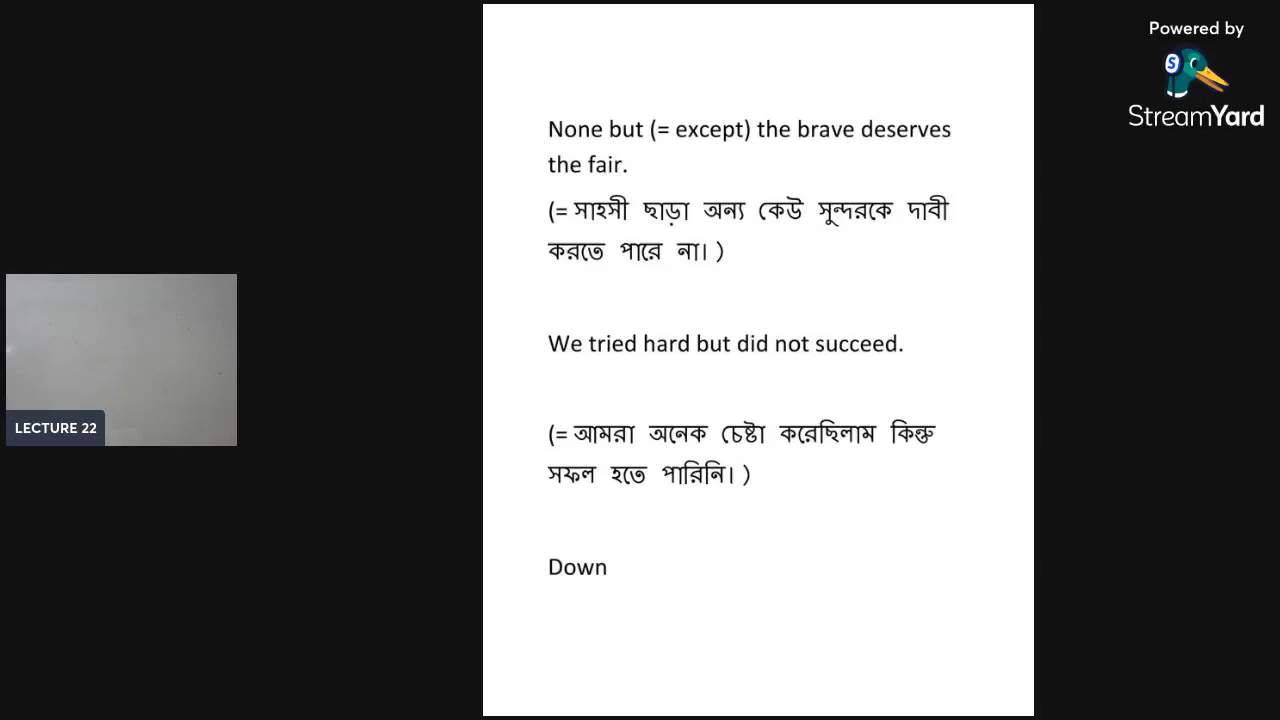 None but (= except) the brave deserves
the fair.
(= সাহসী ছাড়া অন্য কেউ সুন্দরকে দাবী
করতে পারে না। )
We tried hard but did not succeed.
(= আমরা অনেক চেষ্টা করেছিলাম কিন্তু
সফল হতে পারিনি। )
Down
LECTURE 22
Powered by
StreamYard